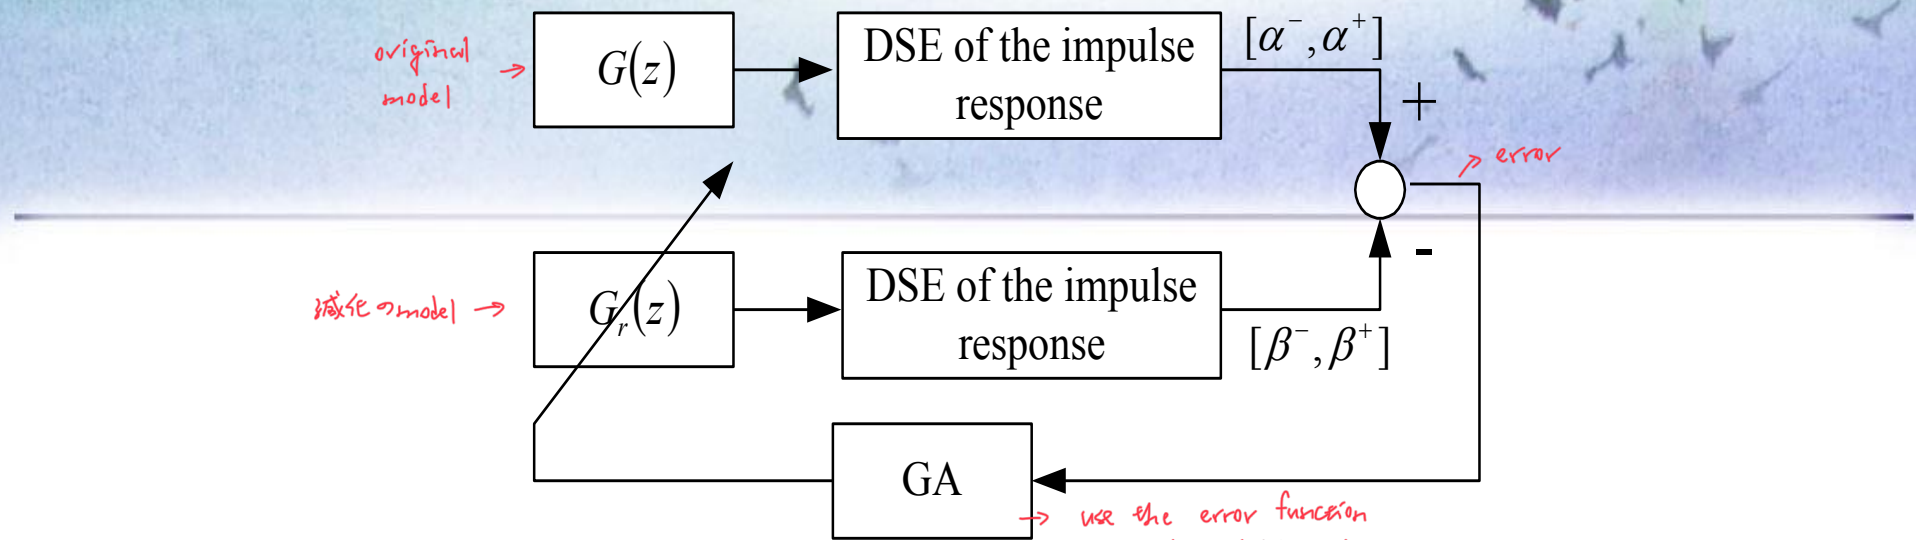 original
model
→
G(z)
DSE of the impulse
response
[α⁻, α⁺]
+
→ error
减化のmodel →
Gᵣ(z)
DSE of the impulse
response
-
[β⁻, β⁺]
GA
→ use the error function